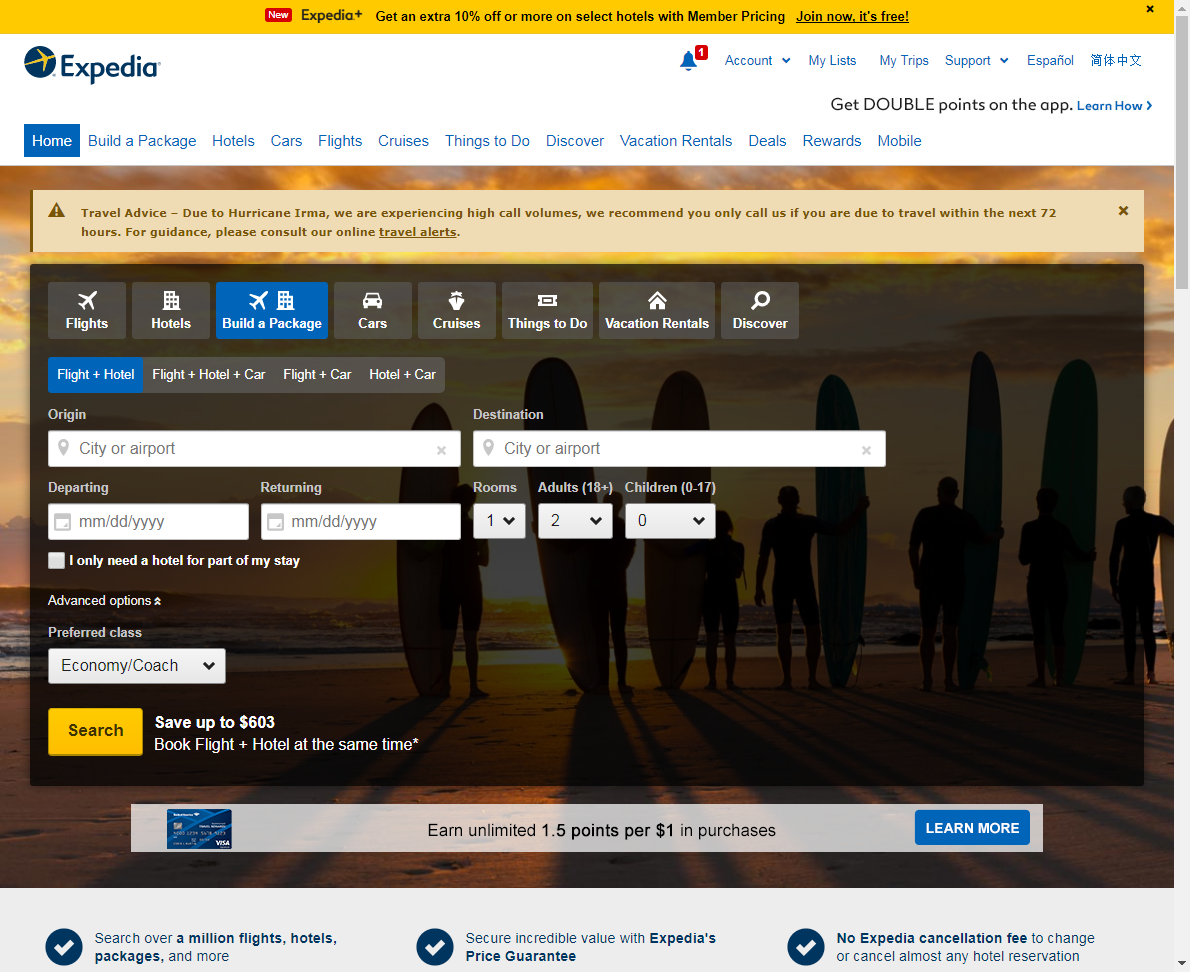 New Expedia+ Get an extra 10% off or more on select hotels with Member Pricing Join now, it's free!
Expedia
1 Account My Lists My Trips Support Español 简体中文
Get DOUBLE points on the app. Learn How
Home Build a Package Hotels Cars Flights Cruises Things to Do Discover Vacation Rentals Deals Rewards Mobile
Travel Advice – Due to Hurricane Irma, we are experiencing high call volumes, we recommend you only call us if you are due to travel within the next 72
hours. For guidance, please consult our online travel alerts.
Flights Hotels Build a Package Cars Cruises Things to Do Vacation Rentals Discover
Flight + Hotel Flight + Hotel + Car Flight + Car Hotel + Car
Origin Destination
City or airport City or airport
Departing Returning Rooms Adults (18+) Children (0-17)
mm/dd/yyyy mm/dd/yyyy 1 2 0
I only need a hotel for part of my stay
Advanced options
Preferred class
Economy/Coach
Search
Save up to $603
Book Flight + Hotel at the same time*
VISA Earn unlimited 1.5 points per $1 in purchases LEARN MORE
Search over a million flights, hotels,
packages, and more
Secure incredible value with Expedia's
Price Guarantee
No Expedia cancellation fee to change
or cancel almost any hotel reservation